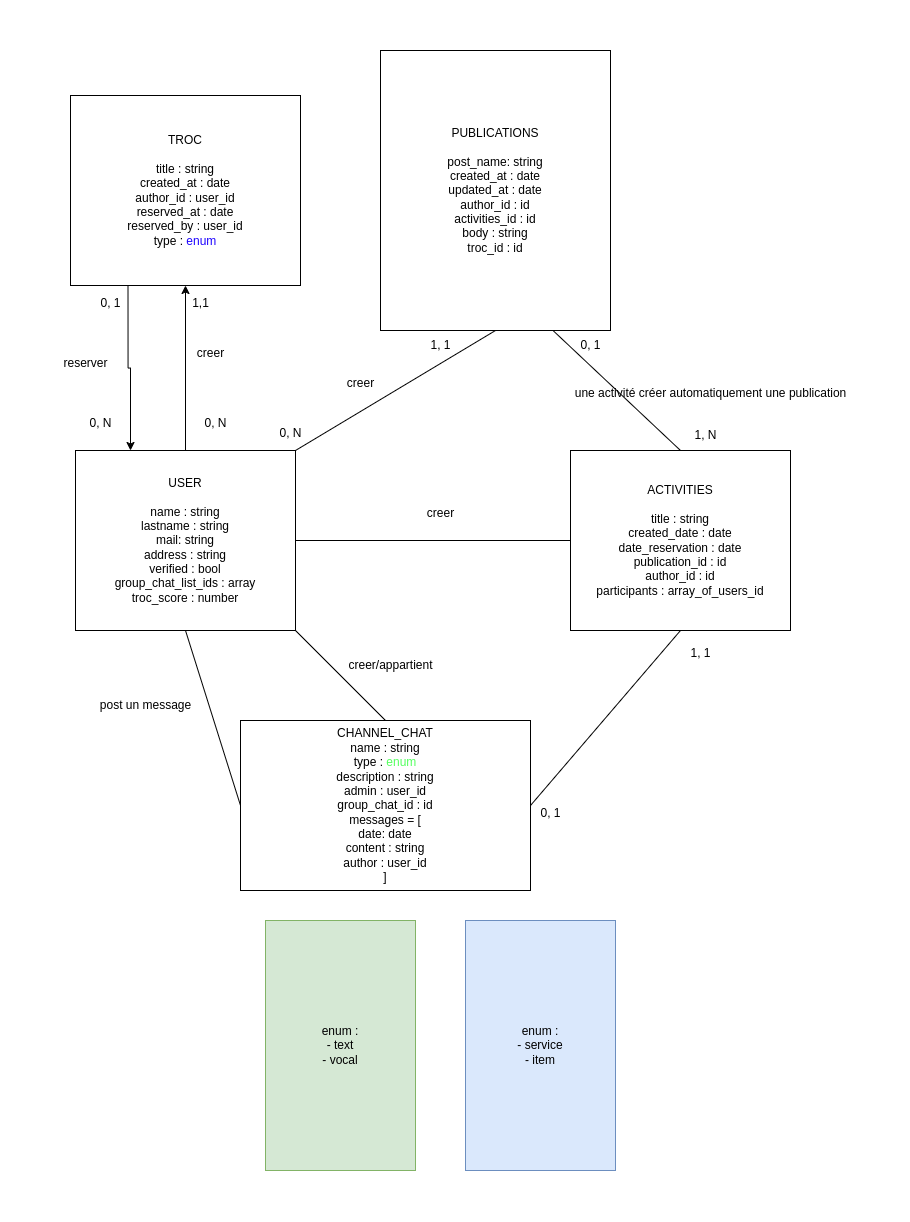 TROC
title : string
created_at : date
author_id : user_id
reserved_at : date
reserved_by : user_id
type : enum
PUBLICATIONS
post_name: string
created_at : date
updated_at : date
author_id : id
activities_id : id
body : string
troc_id : id
0, 1
1,1
reserver
creer
0, N
0, N
1, 1
0, 1
creer
une activité créer automatiquement une publication
0, N
1, N
USER
name : string
lastname : string
mail: string
address : string
verified : bool
group_chat_list_ids : array
troc_score : number
creer
ACTIVITIES
title : string
created_date : date
date_reservation : date
publication_id : id
author_id : id
participants : array_of_users_id
post un message
creer/appartient
1, 1
0, 1
CHANNEL_CHAT
name : string
type : enum
description : string
admin : user_id
group_chat_id : id
messages = [
date: date
content : string
author : user_id
]
enum :
- text
- vocal
enum :
- service
- item